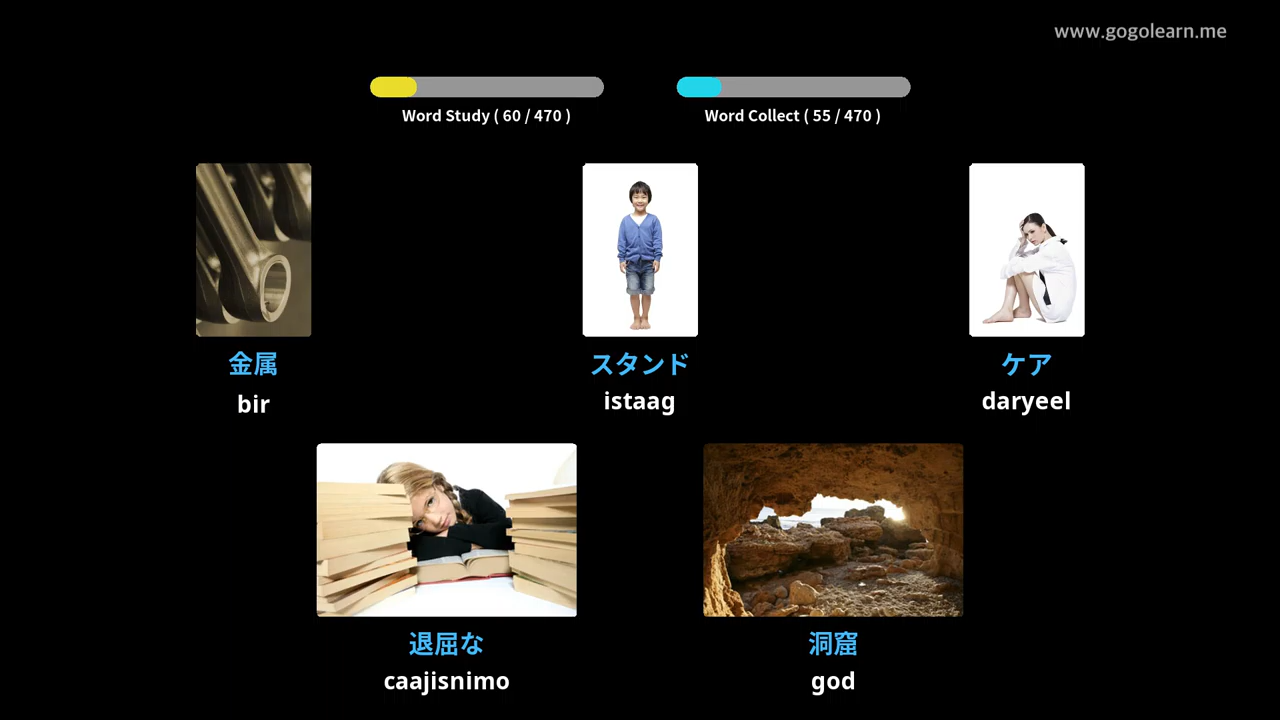 www.gogolearn.me
Word Study ( 60 / 470 )
Word Collect ( 55 / 470 )
金属
bir
スタンド
istaag
ケア
daryeel
退屈な
caajisnimo
洞窟
god